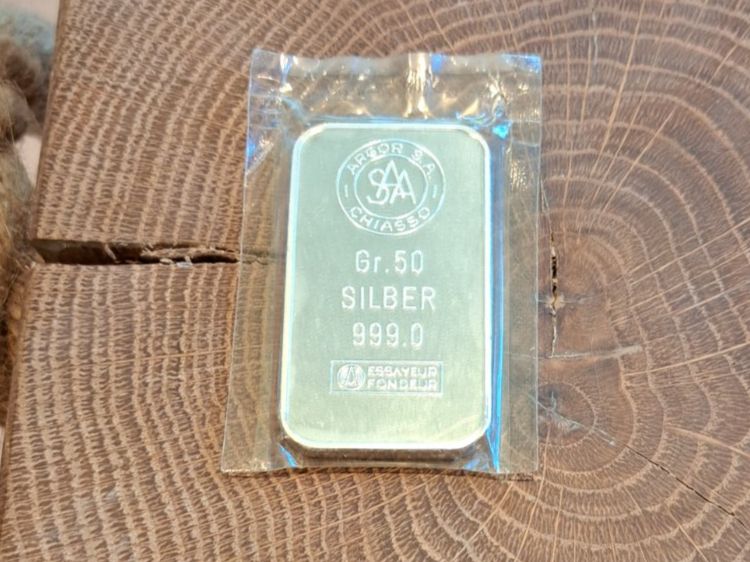 ARGOR S.A.
SAA
CHIASSO
Gr.50
SILBER
999.0
ESSAYEUR
FONDEUR